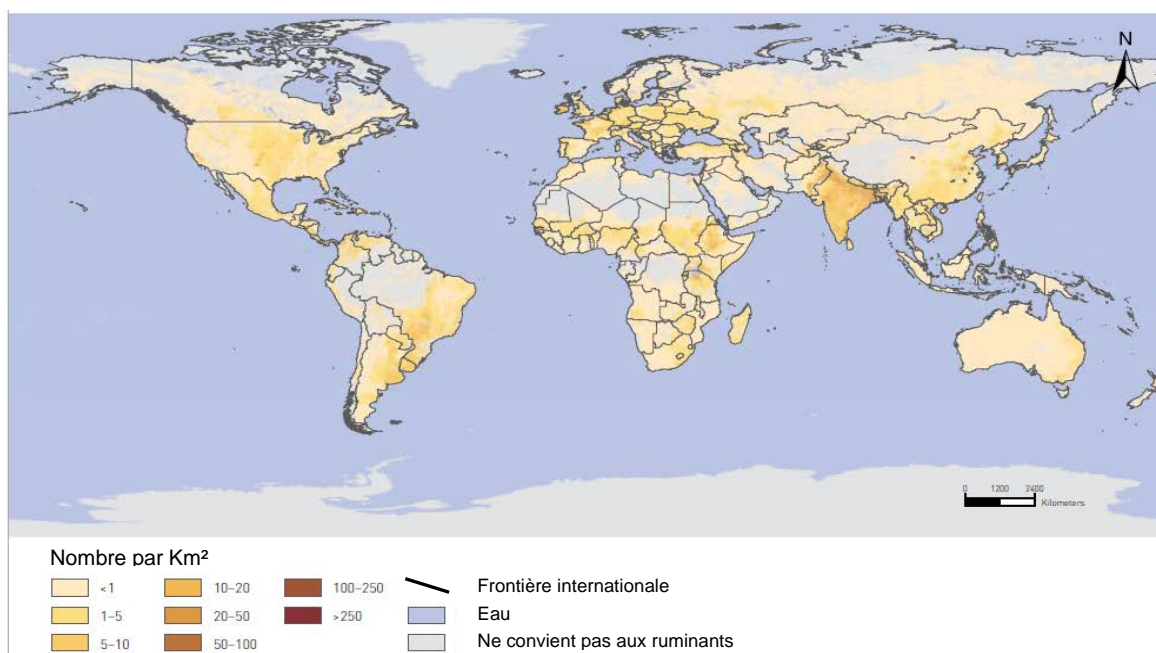 N
0 1200 2400
Kilometers
Nombre par Km²
<1 10–20 100–250 Frontière internationale
1–5 20–50 >250 Eau
5–10 50–100 Ne convient pas aux ruminants